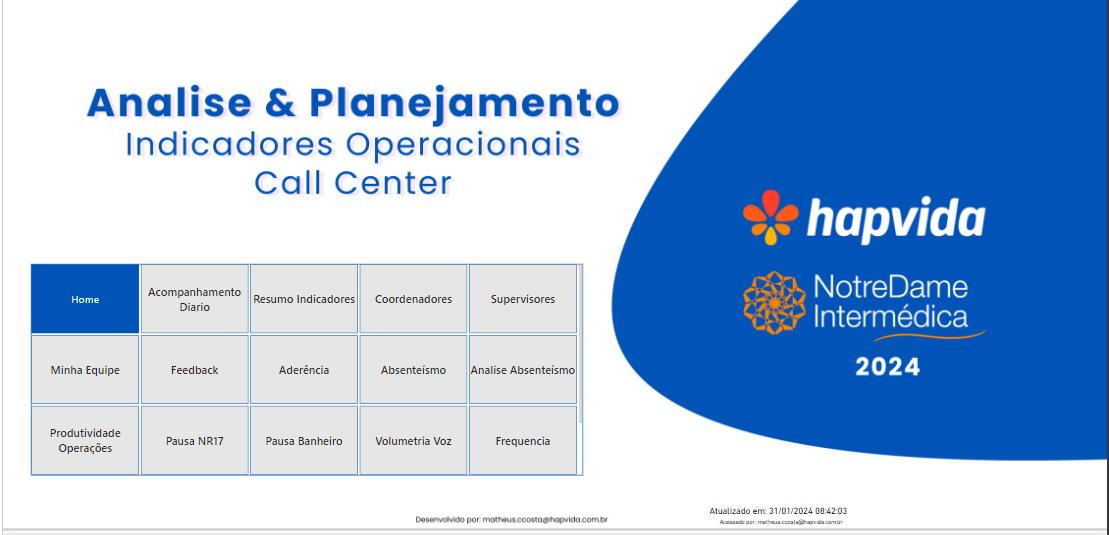 Analise & Planejamento
Indicadores Operacionais
Call Center
hapvida
NotreDame
Intermédica
2024
Home
Acompanhamento
Diario
Resumo Indicadores
Coordenadores
Supervisores
Minha Equipe
Feedback
Aderência
Absenteísmo
Analise Absenteísmo
Produtividade
Operações
Pausa NR17
Pausa Banheiro
Volumetria Voz
Frequencia
Desenvolvido por: matheus.ccosta@hapvida.com.br
Atualizado em: 31/01/2024 08:42:03
Acessado por: matheus.ccosta@hapvida.com.br